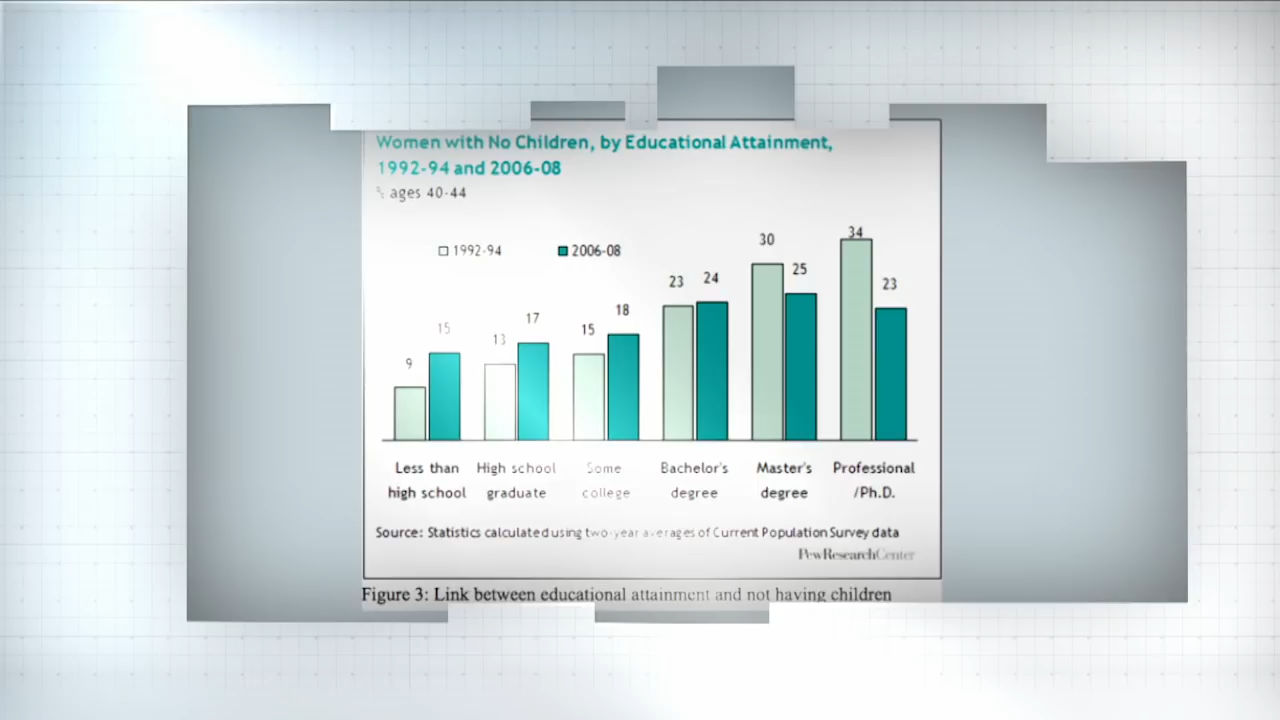 Women with No Children, by Educational Attainment,
1992-94 and 2006-08
% ages 40-44
1992-94 2006-08
9 15 13 17 15 18 23 24 30 25 34 23
Less than high school
High school graduate
Some college
Bachelor's degree
Master's degree
Professional /Ph.D.
Source: Statistics calculated using two-year averages of Current Population Survey data
PewResearchCenter
Figure 3: Link between educational attainment and not having children